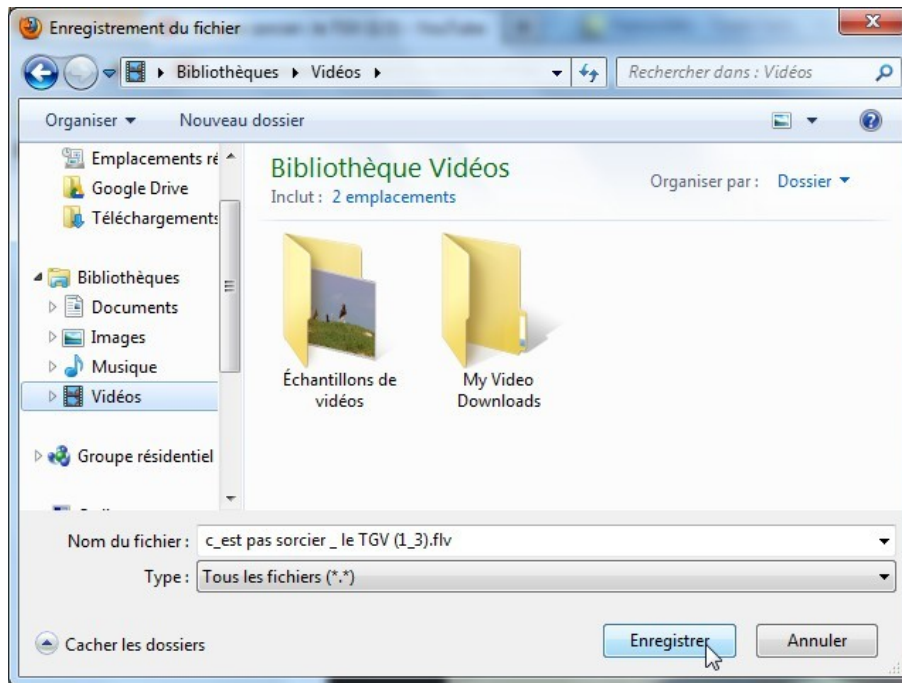 Enregistrement du fichier
Bibliothèques Vidéos
Rechercher dans : Vidéos
Organiser
Nouveau dossier
Emplacements ré
Google Drive
Téléchargements
Bibliothèques
Documents
Images
Musique
Vidéos
Groupe résidentiel
Bibliothèque Vidéos
Inclut : 2 emplacements
Organiser par : Dossier
Échantillons de
vidéos
My Video
Downloads
Nom du fichier : c_est pas sorcier _ le TGV (1_3).flv
Type : Tous les fichiers (*.*)
Cacher les dossiers
Enregistrer
Annuler